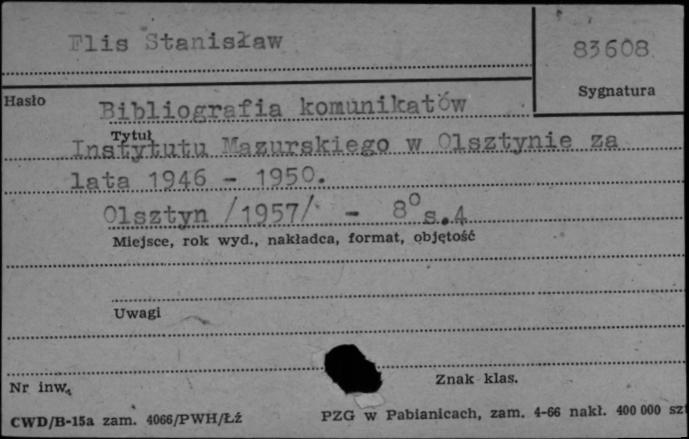 Flis Stanisław
83608
Sygnatura
Hasło
Bibliografia komunikatów
Tytuł
Instytutu Mazurskiego w Olsztynie za
lata 1946 - 1950.
Olsztyn /1957/ - 8° s.4
Miejsce, rok wyd., nakładca, format, objętość
Uwagi
Nr inw.
Znak klas.
CWD/B-15a zam. 4066/PWH/Łź
PZG w Pabianicach, zam. 4-66 nakł. 400 000 szt